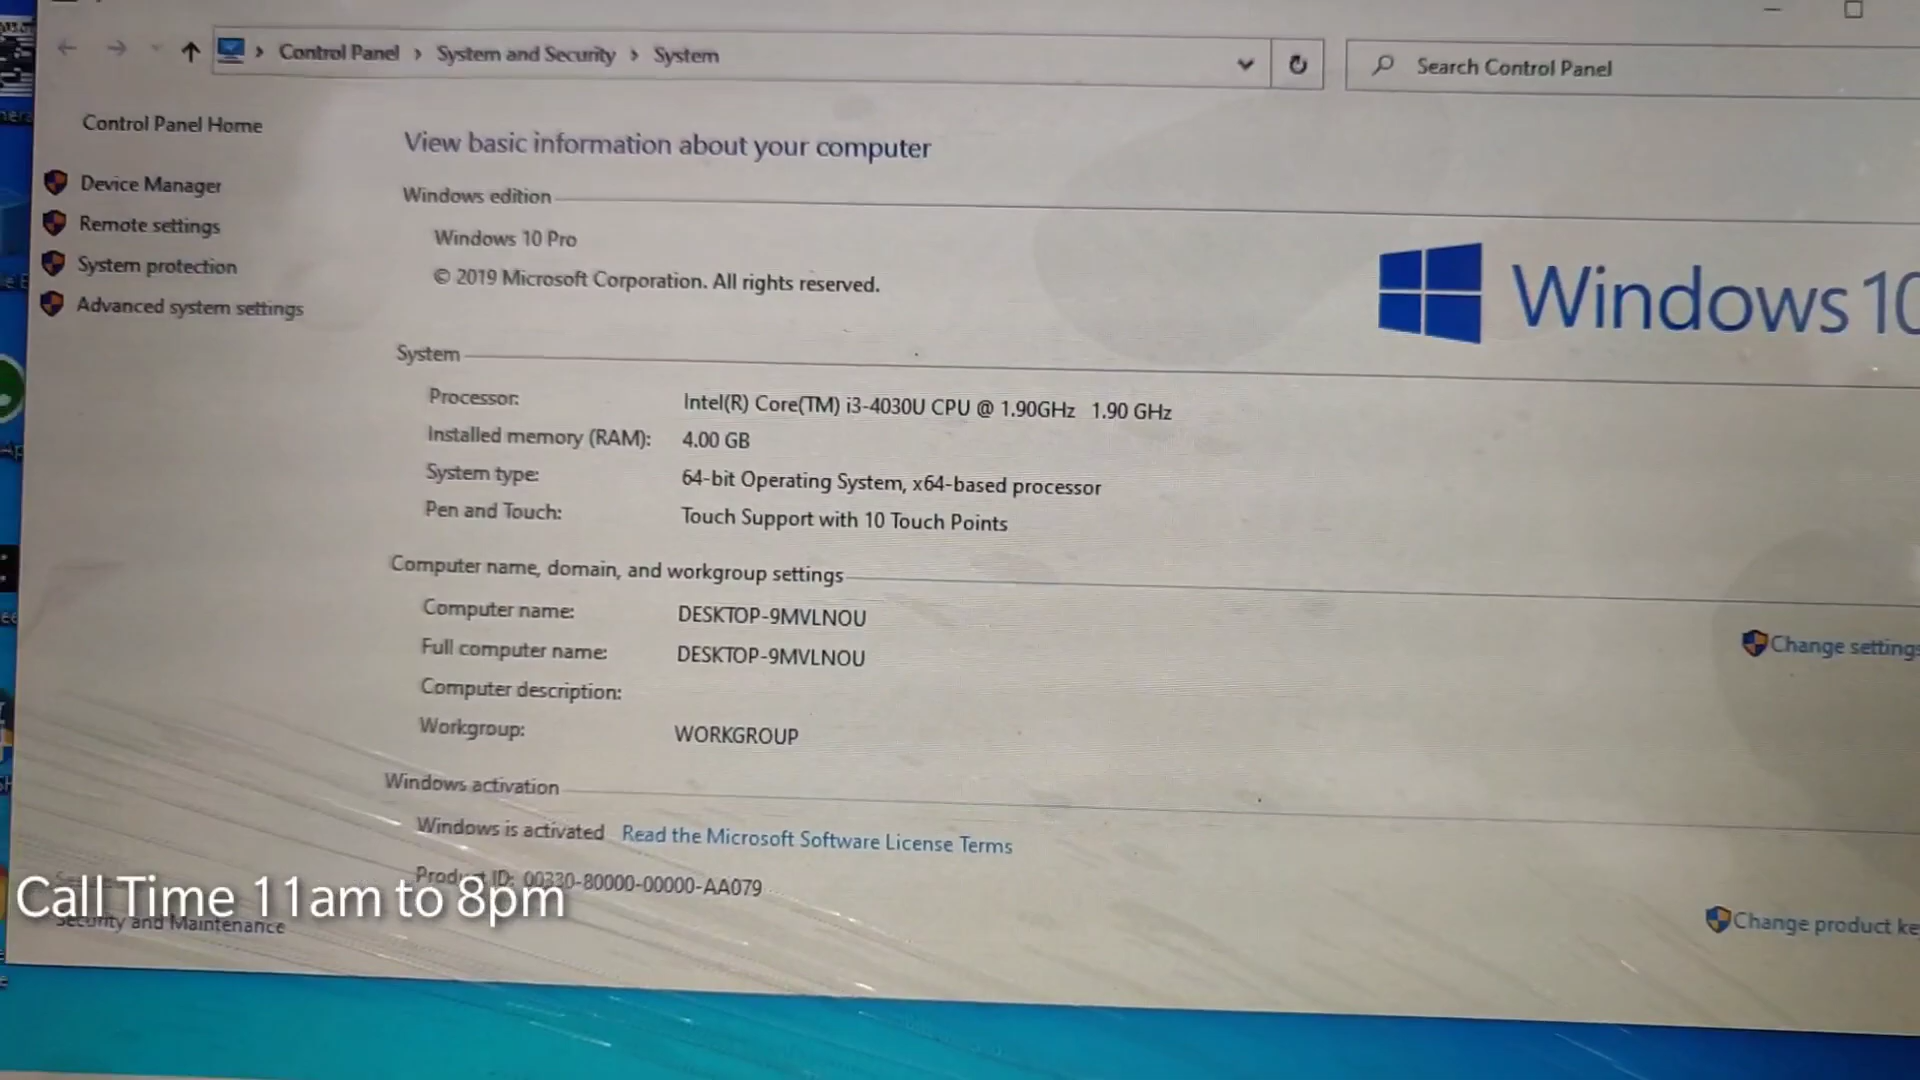 Control Panel › System and Security › System
Search Control Panel
Control Panel Home
Device Manager
Remote settings
System protection
Advanced system settings
View basic information about your computer
Windows edition
Windows 10 Pro
© 2019 Microsoft Corporation. All rights reserved.
Windows 10
System
Processor: Intel(R) Core(TM) i3-4030U CPU @ 1.90GHz 1.90 GHz
Installed memory (RAM): 4.00 GB
System type: 64-bit Operating System, x64-based processor
Pen and Touch: Touch Support with 10 Touch Points
Computer name, domain, and workgroup settings
Computer name: DESKTOP-9MVLNOU
Change settings
Full computer name: DESKTOP-9MVLNOU
Computer description:
Workgroup: WORKGROUP
Windows activation
Windows is activated Read the Microsoft Software License Terms
Product ID: 00330-80000-00000-AA079
Change product ke
Call Time 11am to 8pm
Security and Maintenance